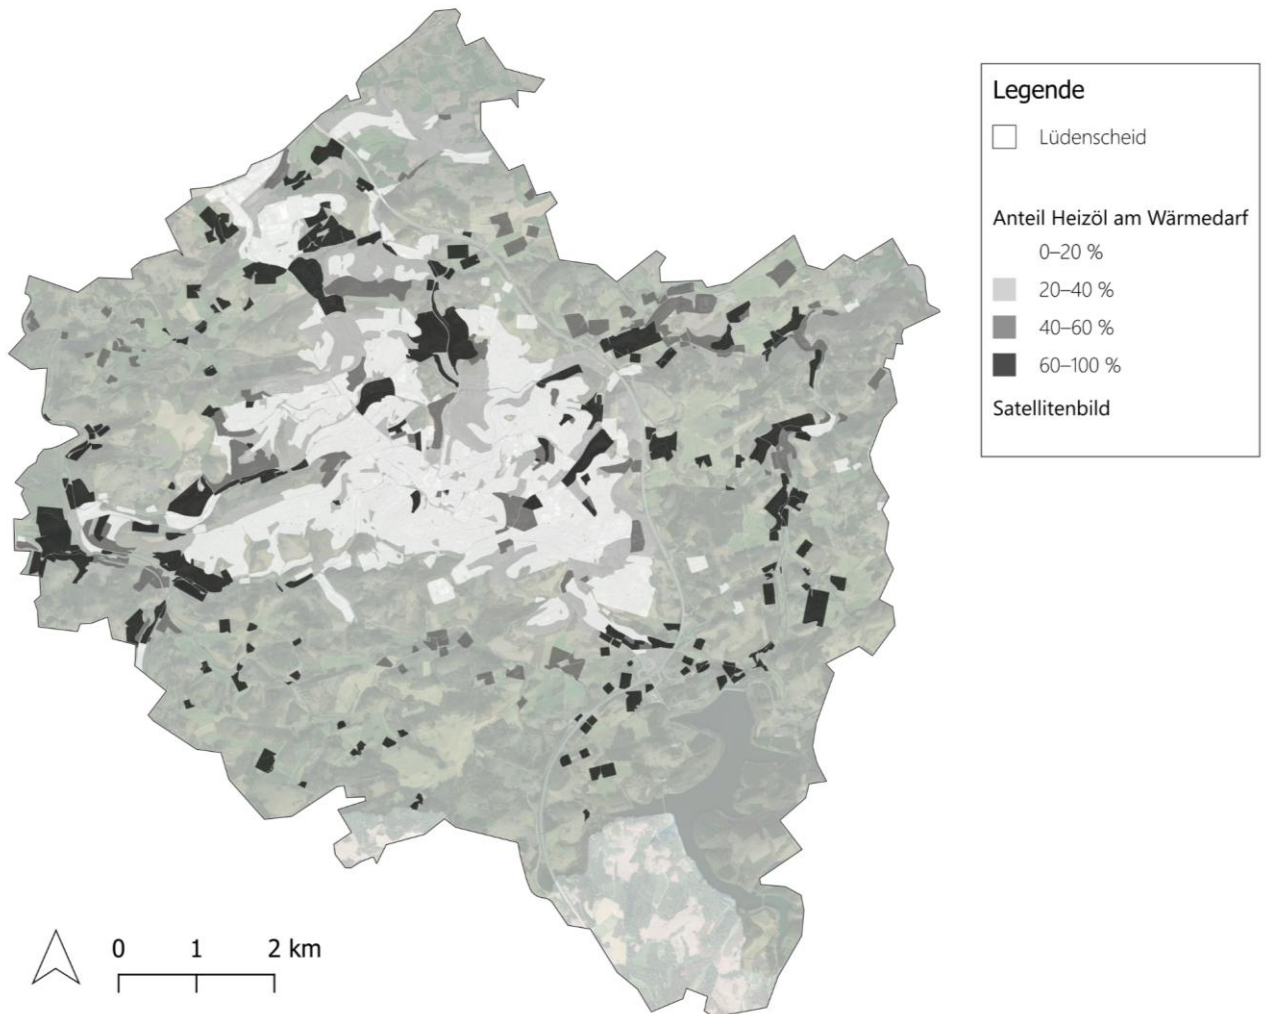 Legende
Lüdenscheid
Anteil Heizöl am Wärmedarf
0–20 %
20–40 %
40–60 %
60–100 %
Satellitenbild
0 1 2 km